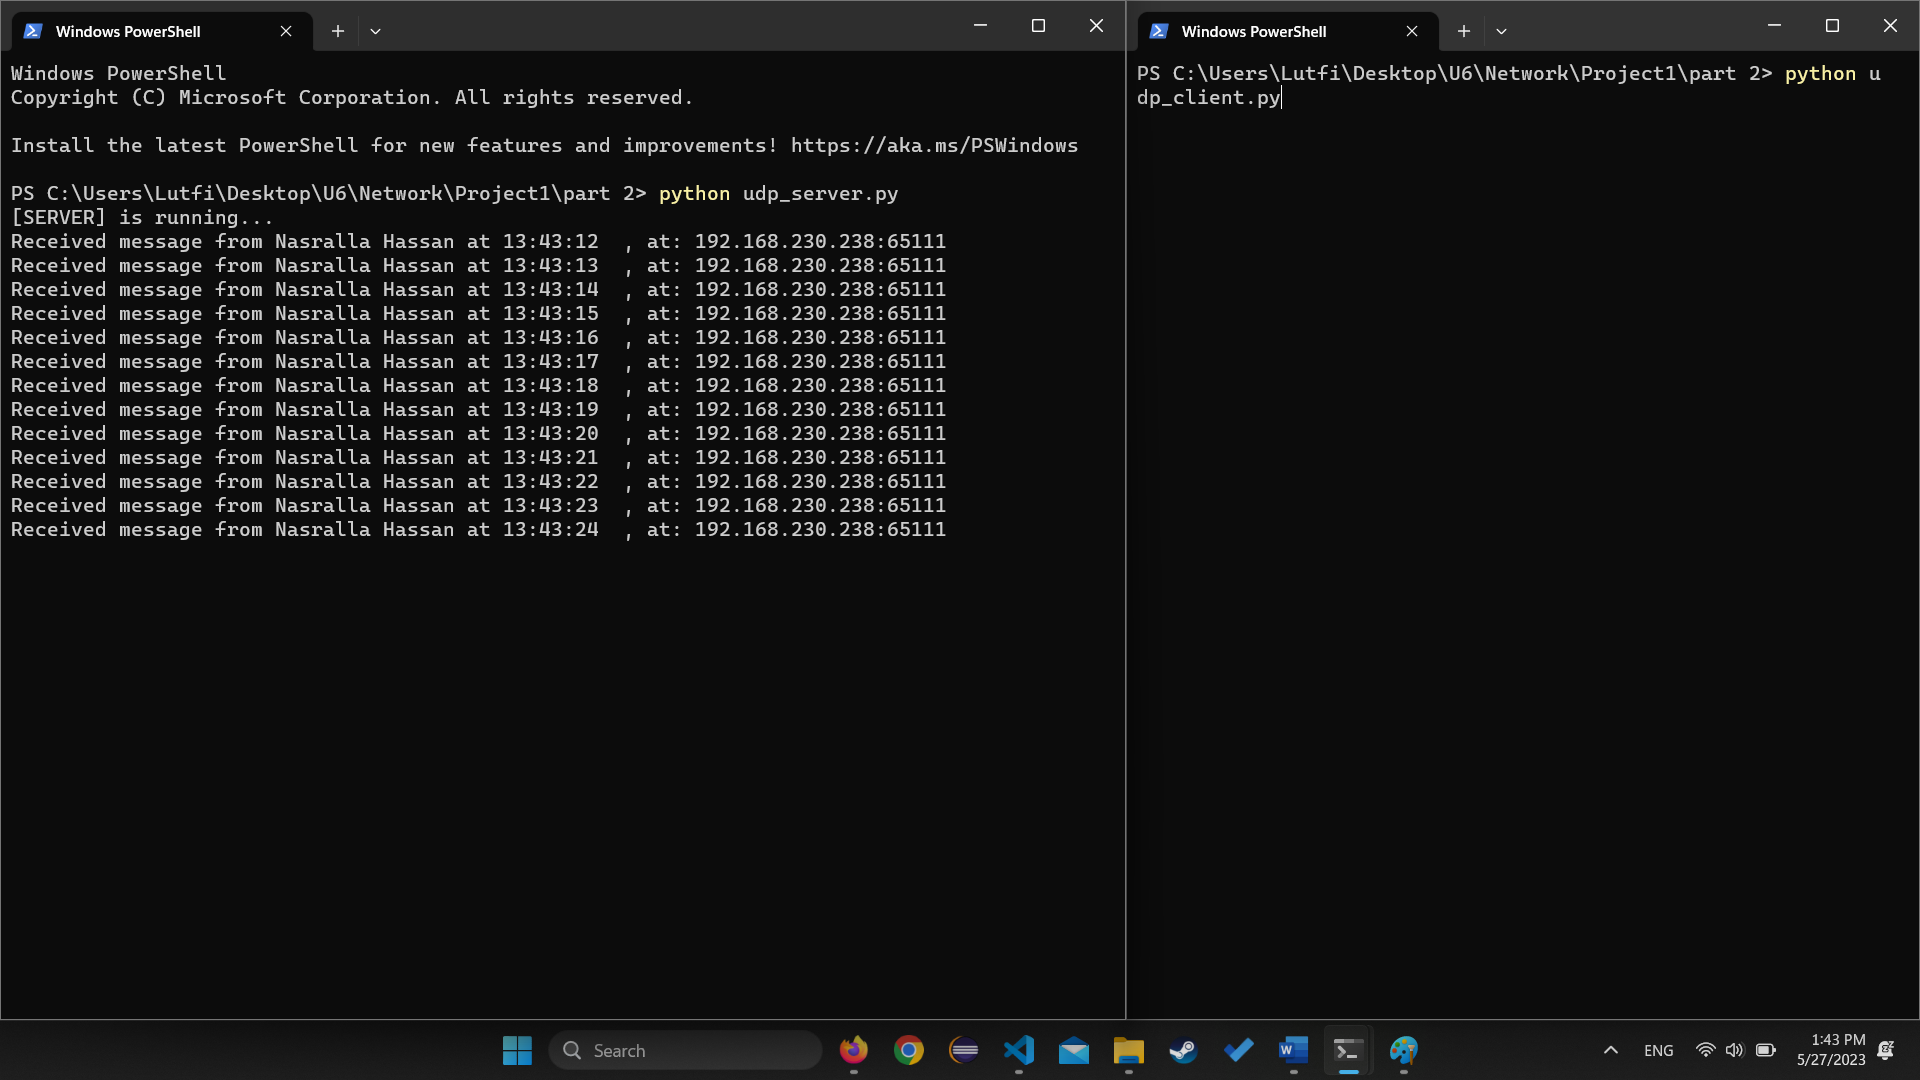 Windows PowerShell
Windows PowerShell
Copyright (C) Microsoft Corporation. All rights reserved.
Install the latest PowerShell for new features and improvements! https://aka.ms/PSWindows
PS C:\Users\Lutfi\Desktop\U6\Network\Project1\part 2> python udp_server.py
[SERVER] is running...
Received message from Nasralla Hassan at 13:43:12  , at: 192.168.230.238:65111
Received message from Nasralla Hassan at 13:43:13  , at: 192.168.230.238:65111
Received message from Nasralla Hassan at 13:43:14  , at: 192.168.230.238:65111
Received message from Nasralla Hassan at 13:43:15  , at: 192.168.230.238:65111
Received message from Nasralla Hassan at 13:43:16  , at: 192.168.230.238:65111
Received message from Nasralla Hassan at 13:43:17  , at: 192.168.230.238:65111
Received message from Nasralla Hassan at 13:43:18  , at: 192.168.230.238:65111
Received message from Nasralla Hassan at 13:43:19  , at: 192.168.230.238:65111
Received message from Nasralla Hassan at 13:43:20  , at: 192.168.230.238:65111
Received message from Nasralla Hassan at 13:43:21  , at: 192.168.230.238:65111
Received message from Nasralla Hassan at 13:43:22  , at: 192.168.230.238:65111
Received message from Nasralla Hassan at 13:43:23  , at: 192.168.230.238:65111
Received message from Nasralla Hassan at 13:43:24  , at: 192.168.230.238:65111
Windows PowerShell
PS C:\Users\Lutfi\Desktop\U6\Network\Project1\part 2> python u
dp_client.py
Search
ENG
1:43 PM
5/27/2023